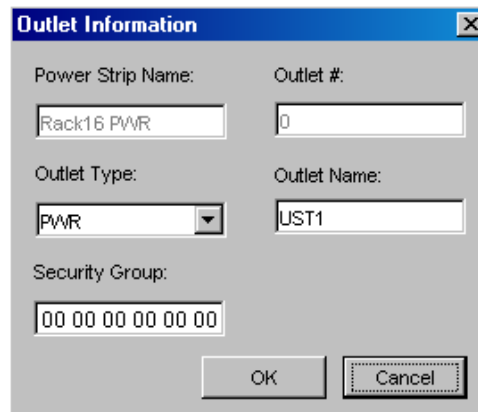 Outlet Information
Power Strip Name: Outlet #:
Rack16 PWR 0
Outlet Type: Outlet Name:
PWR UST1
Security Group:
00 00 00 00 00 00
OK Cancel